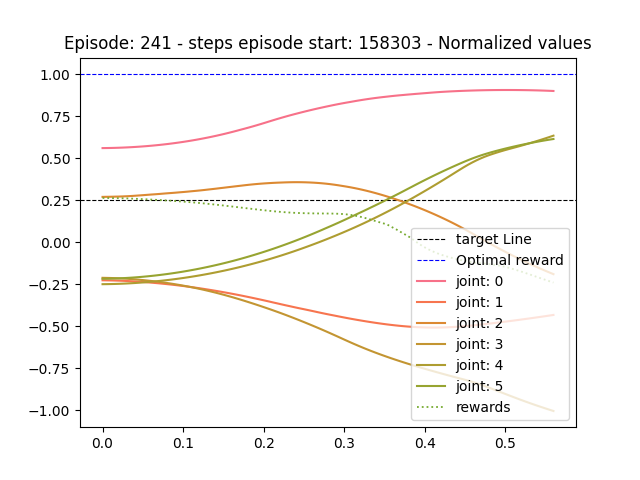 Episode: 241 - steps episode start: 158303 - Normalized values
1.00
0.75
0.50
0.25
0.00
−0.25
−0.50
−0.75
−1.00
target Line
Optimal reward
joint: 0
joint: 1
joint: 2
joint: 3
joint: 4
joint: 5
rewards
0.0 0.1 0.2 0.3 0.4 0.5